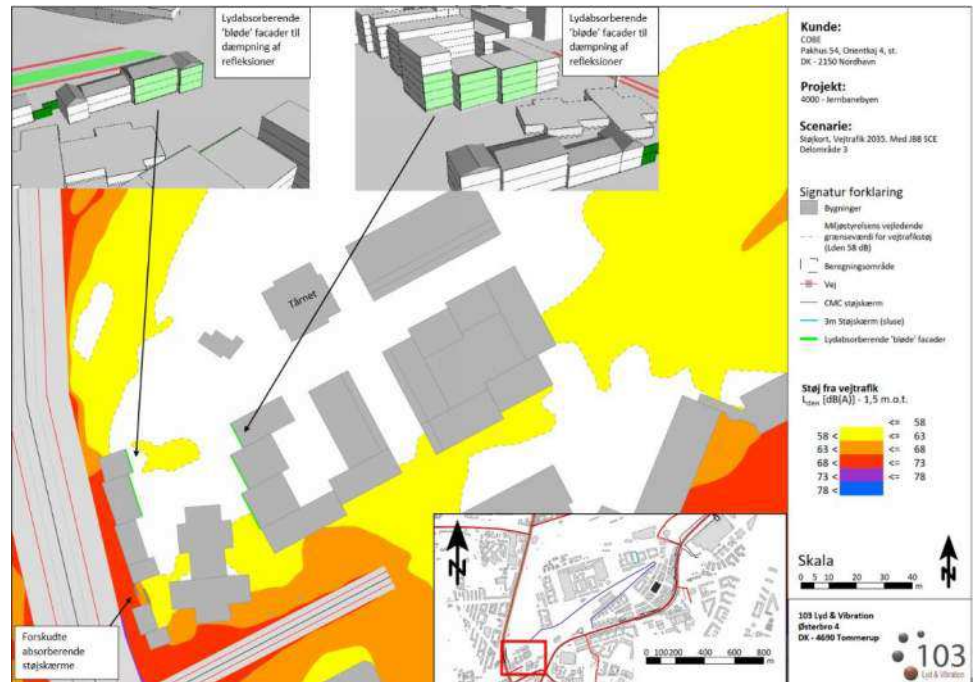 Lydabsorberende
'bløde' facader til
dæmpning af
refleksioner
Lydabsorberende
'bløde' facader til
dæmpning af
refleksioner
Tårnet
Forskudte
absorberende
støjskærme
N
0 100 200 400 600 800
m
Kunde:
COBE
Pakhus 54, Orientkaj 4, st.
DK - 2150 Nordhavn
Projekt:
4000 - Jernbanebyen
Scenarie:
Støjkort, Vejtrafik 2035. Med JBB SCE
Delområde 3
Signatur forklaring
Bygninger
Miljøstyrelsens vejledende
grænseværdi for vejtrafikstøj
(Lden 58 dB)
Beregningsområde
Vej
CMC støjskærm
3m Støjskærm (sluse)
Lydabsorberende 'bløde' facader
Støj fra vejtrafik
Lden [dB(A)] - 1,5 m.o.t.
<= 58
58 < <= 63
63 < <= 68
68 < <= 73
73 < <= 78
78 <
Skala
0 5 10 20 30 40
m
N
103 Lyd & Vibration
Østerbro 4
DK - 4690 Tommerup
103
Lyd & Vibration